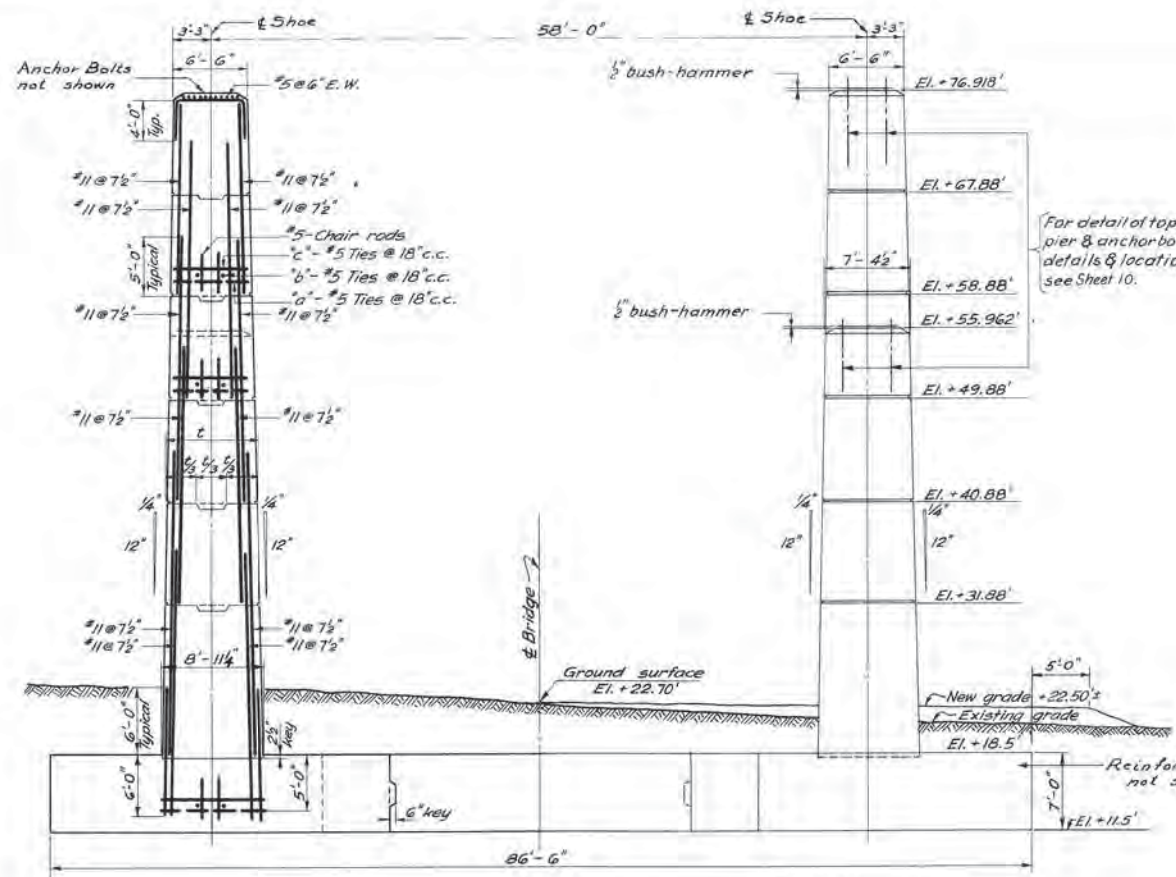 3'-3"
℄ Shoe
58'-0"
℄ Shoe
3'-3"
6'-6"
6'-6"
Anchor Bolts
not shown
#5@6" E.W.
½" bush-hammer
El. +76.918'
4'-0"
Typ.
#11@7½"
#11@7½"
El. +67.88'
#11@7½"
#11@7½"
For detail of top
pier & anchorbo
details & locatio
see Sheet 10.
#5-Chair rods
"c"-#5 Ties @ 18"c.c.
"b"-#5 Ties @ 18"c.c.
"a"-#5 Ties @ 18"c.c.
5'-0"
Typical
7'-4½"
El. +58.88'
#11@7½"
#11@7½"
½" bush-hammer
El. +55.962'
El. +49.88'
#11@7½"
#11@7½"
t
t/3
t/3
t/3
El. +40.88'
¼"
¼"
¼"
¼"
12"
12"
12"
12"
℄ Bridge
El. +31.88'
#11@7½"
#11@7½"
#11@7½"
#11@7½"
8'-11¼"
Ground surface
El. +22.70'
5'-0"
New grade +22.50'±
Existing grade
6'-0"
Typical
2½"
key
El. +18.5'
6'-0"
5'-0"
6" key
7'-0"
Reinfor
not s
El. +11.5'
86'-6"